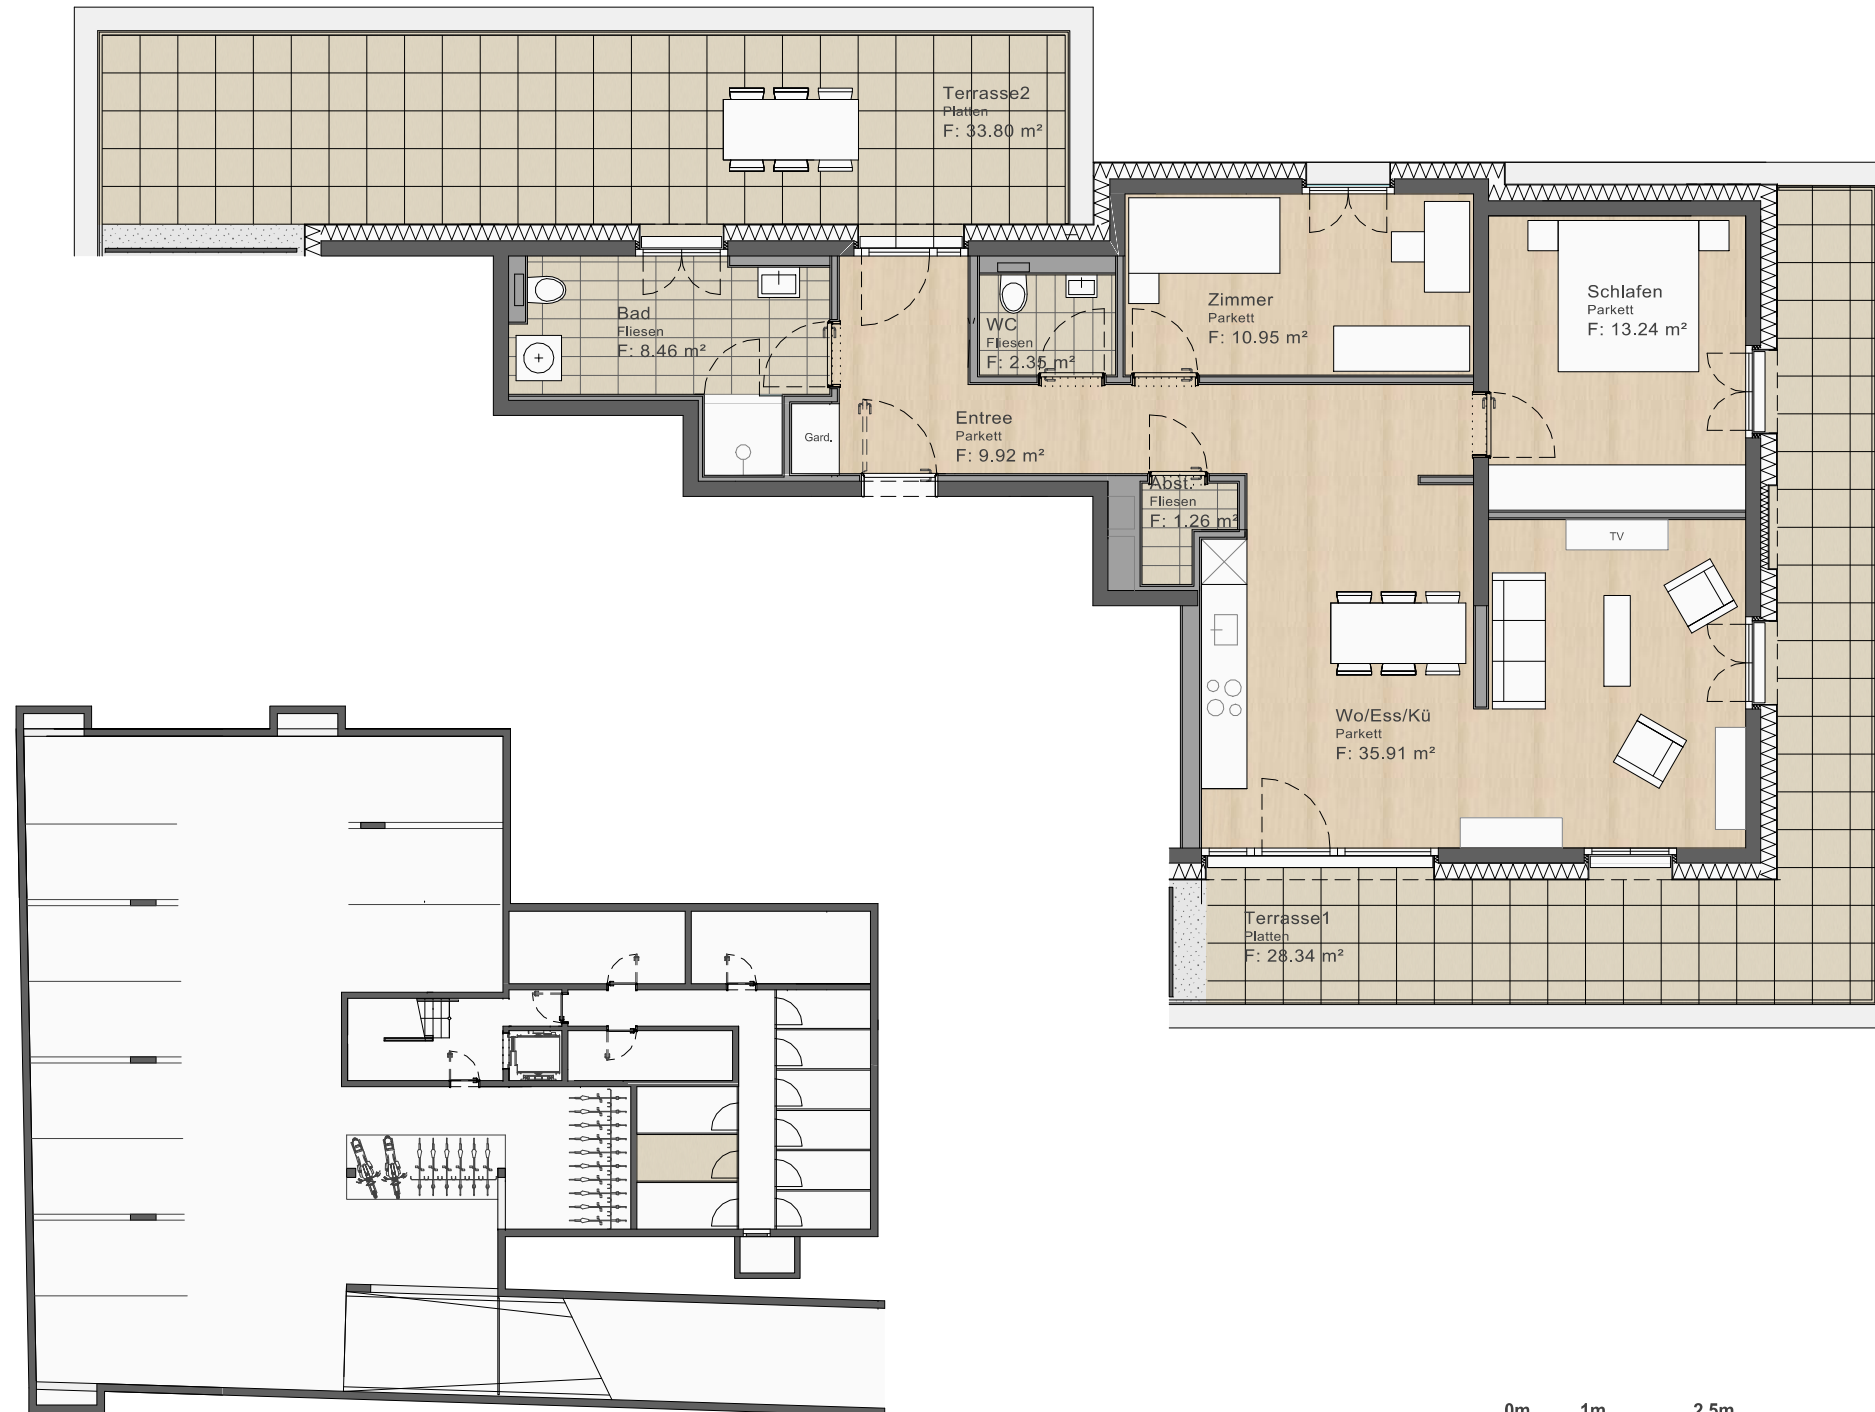 Terrasse2
Platten
F: 33.80 m²
Bad
Fliesen
F: 8.46 m²
WC
Fliesen
F: 2.35 m²
Zimmer
Parkett
F: 10.95 m²
Schlafen
Parkett
F: 13.24 m²
Gard.
Entree
Parkett
F: 9.92 m²
Abst.
Fliesen
F: 1.26 m²
TV
Wo/Ess/Kü
Parkett
F: 35.91 m²
Terrasse1
Platten
F: 28.34 m²
0m 1m 2.5m